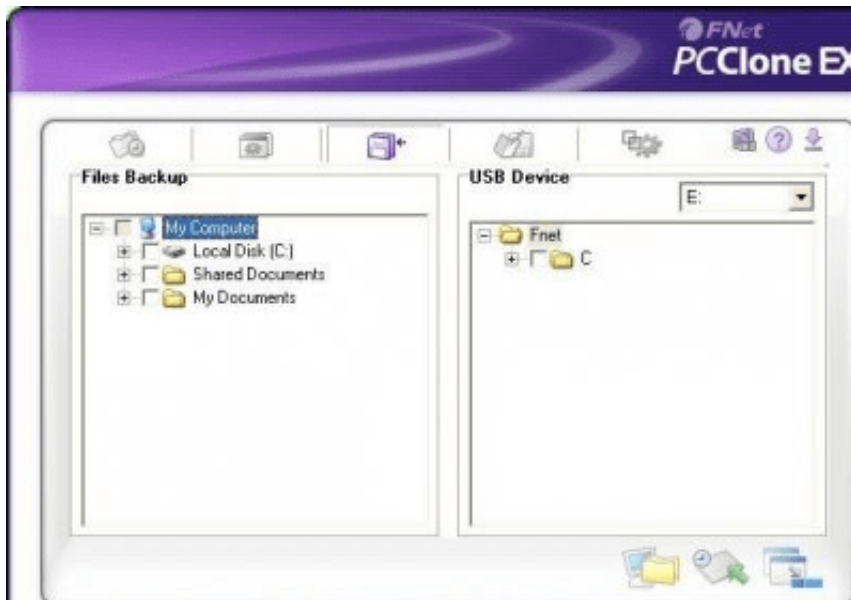 FNet
PCClone EX
Files Backup
My Computer
Local Disk (C:)
Shared Documents
My Documents
USB Device
E:
Fnet
C